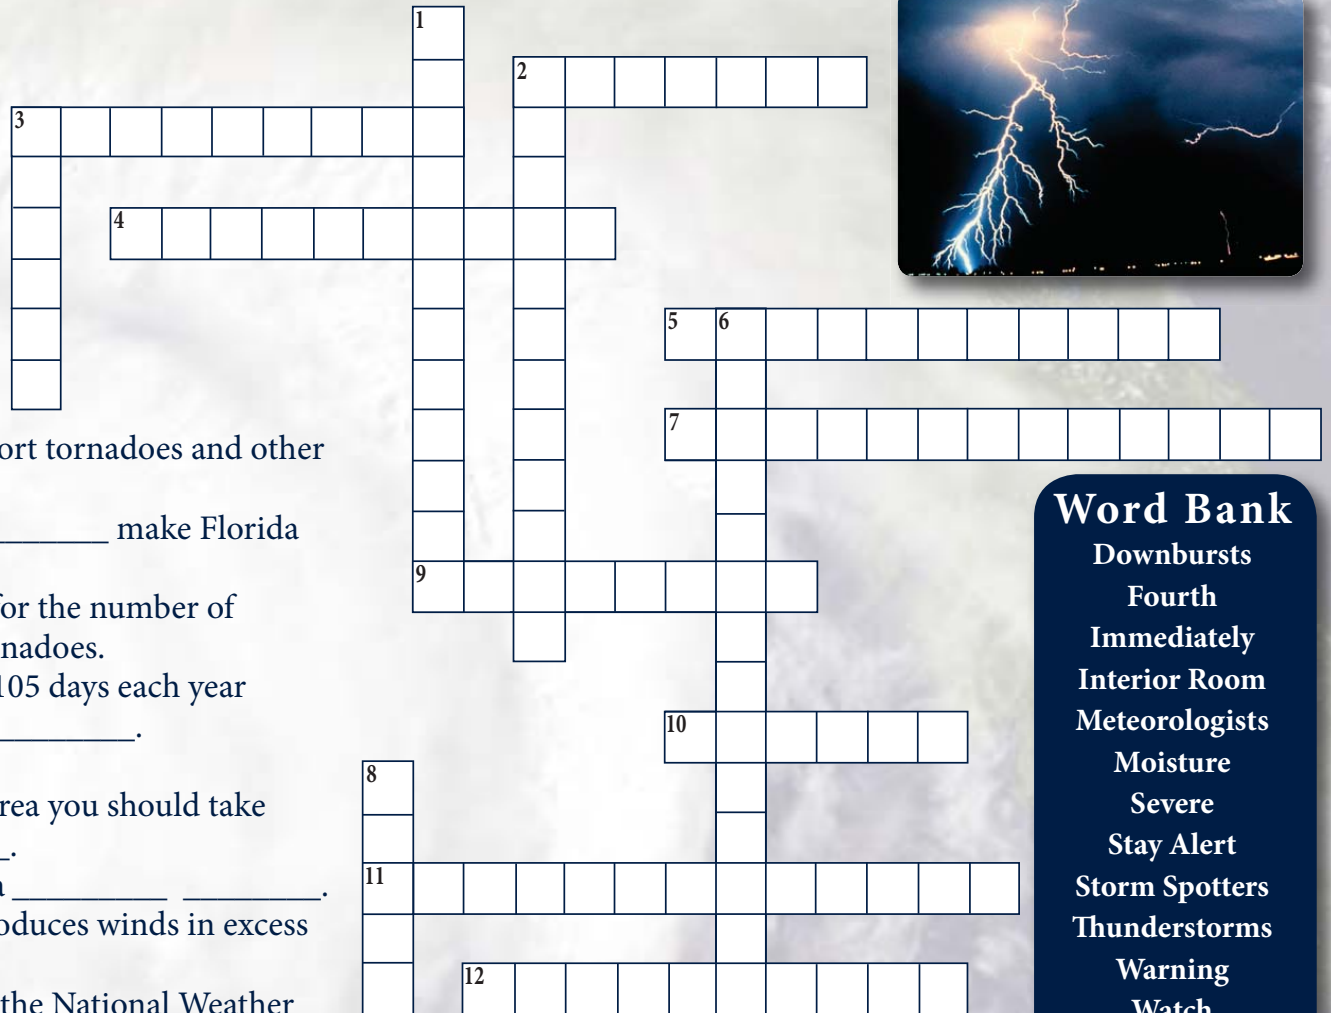 1
2
3
4
5 6
7
ort tornadoes and other
_______ make Florida
for the number of
nadoes.
105 days each year
_________.
rea you should take
_.
a _________ ________.
oduces winds in excess
the National Weather
9
10
8
11
12
Word Bank
Downbursts
Fourth
Immediately
Interior Room
Meteorologists
Moisture
Severe
Stay Alert
Storm Spotters
Thunderstorms
Warning
Watch